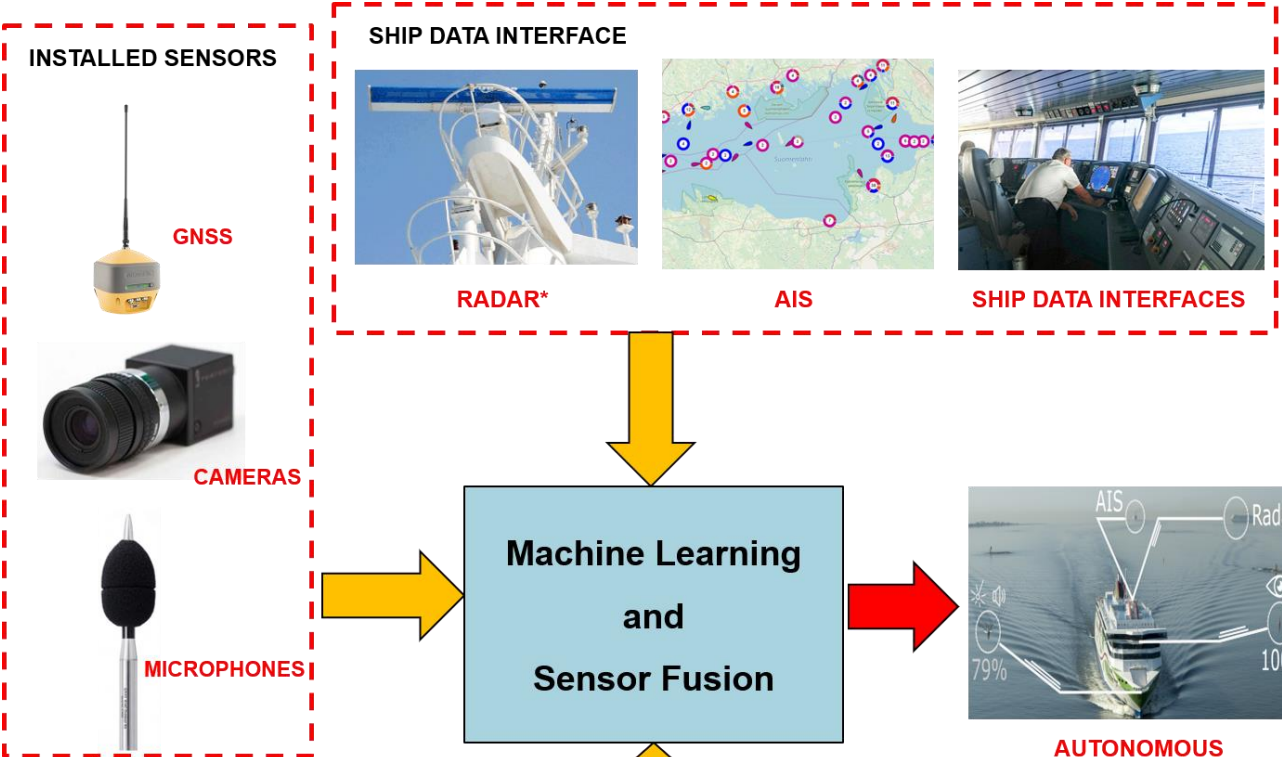 INSTALLED SENSORS
GNSS
CAMERAS
MICROPHONES
SHIP DATA INTERFACE
RADAR*
AIS
SHIP DATA INTERFACES
Machine Learning
and
Sensor Fusion
AIS
Rad
79%
100
AUTONOMOUS